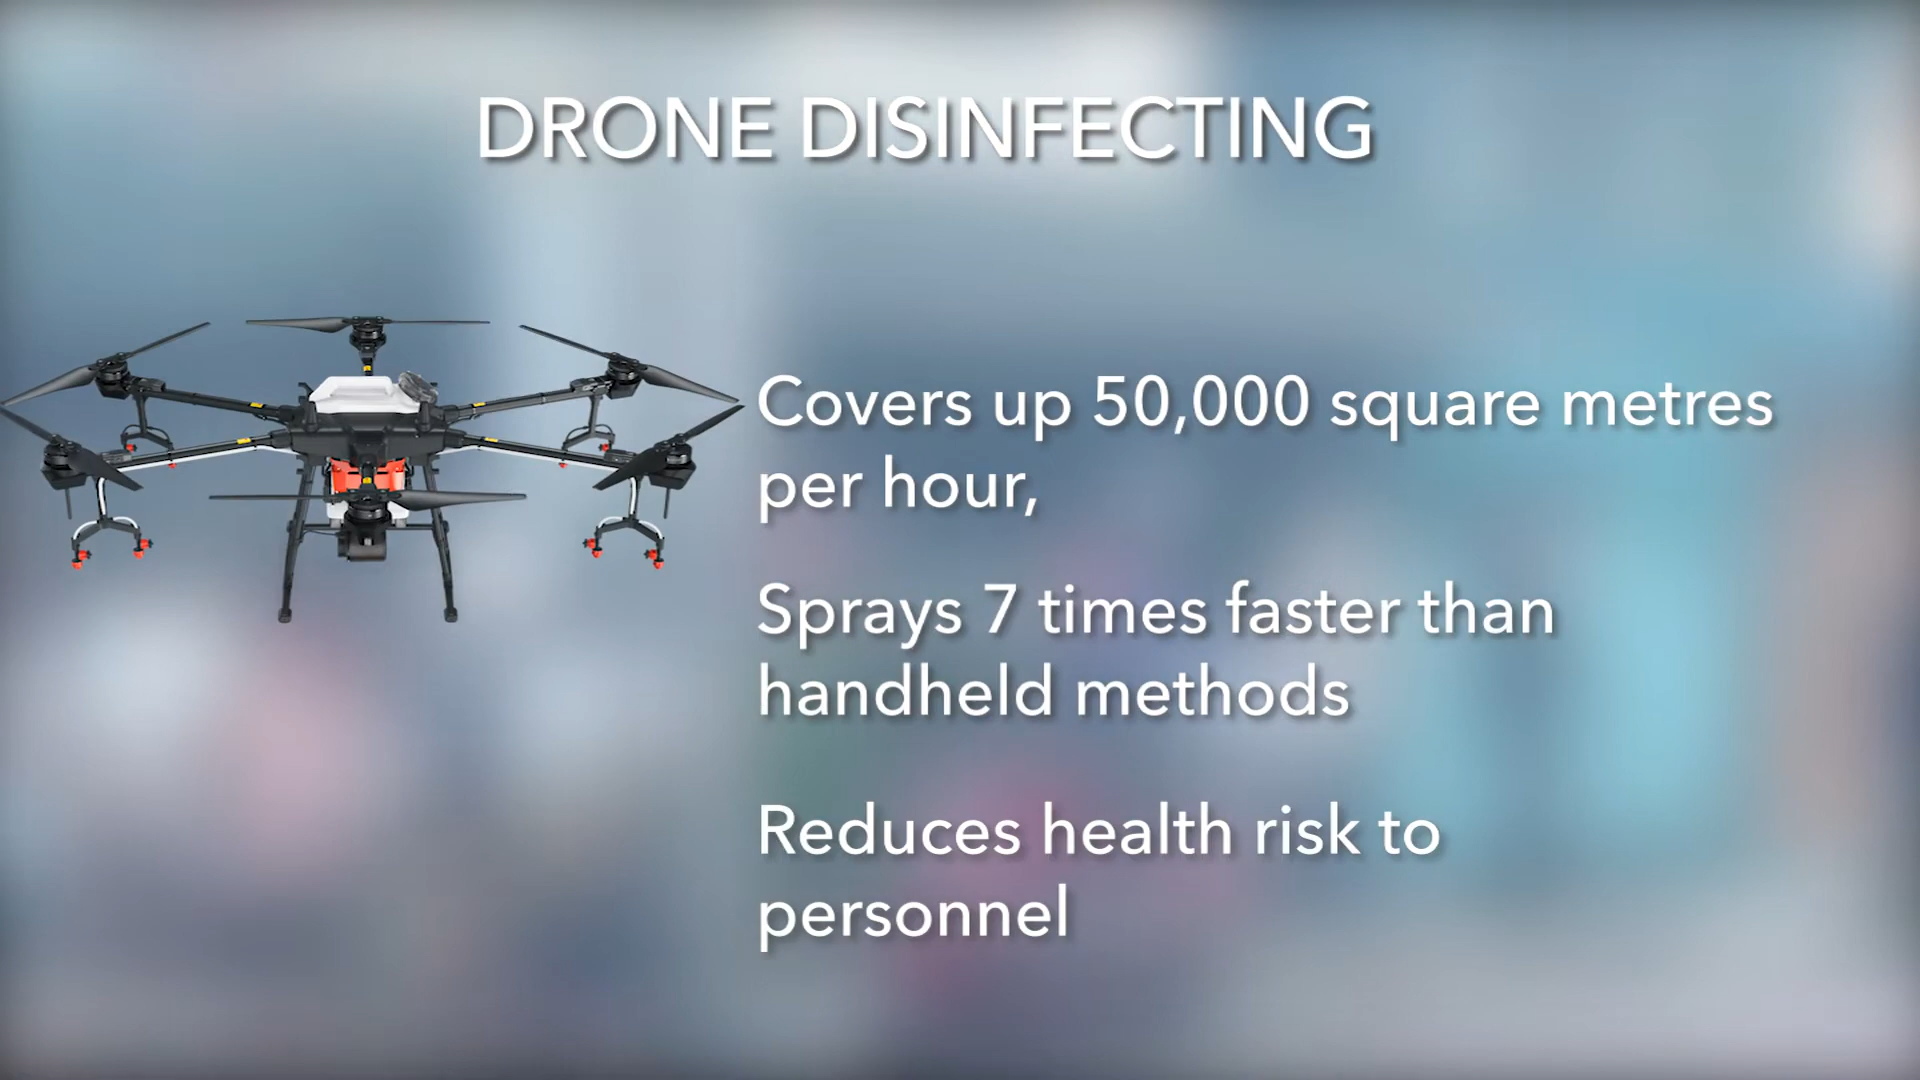 DRONE DISINFECTING
Covers up 50,000 square metres
per hour,
Sprays 7 times faster than
handheld methods
Reduces health risk to
personnel